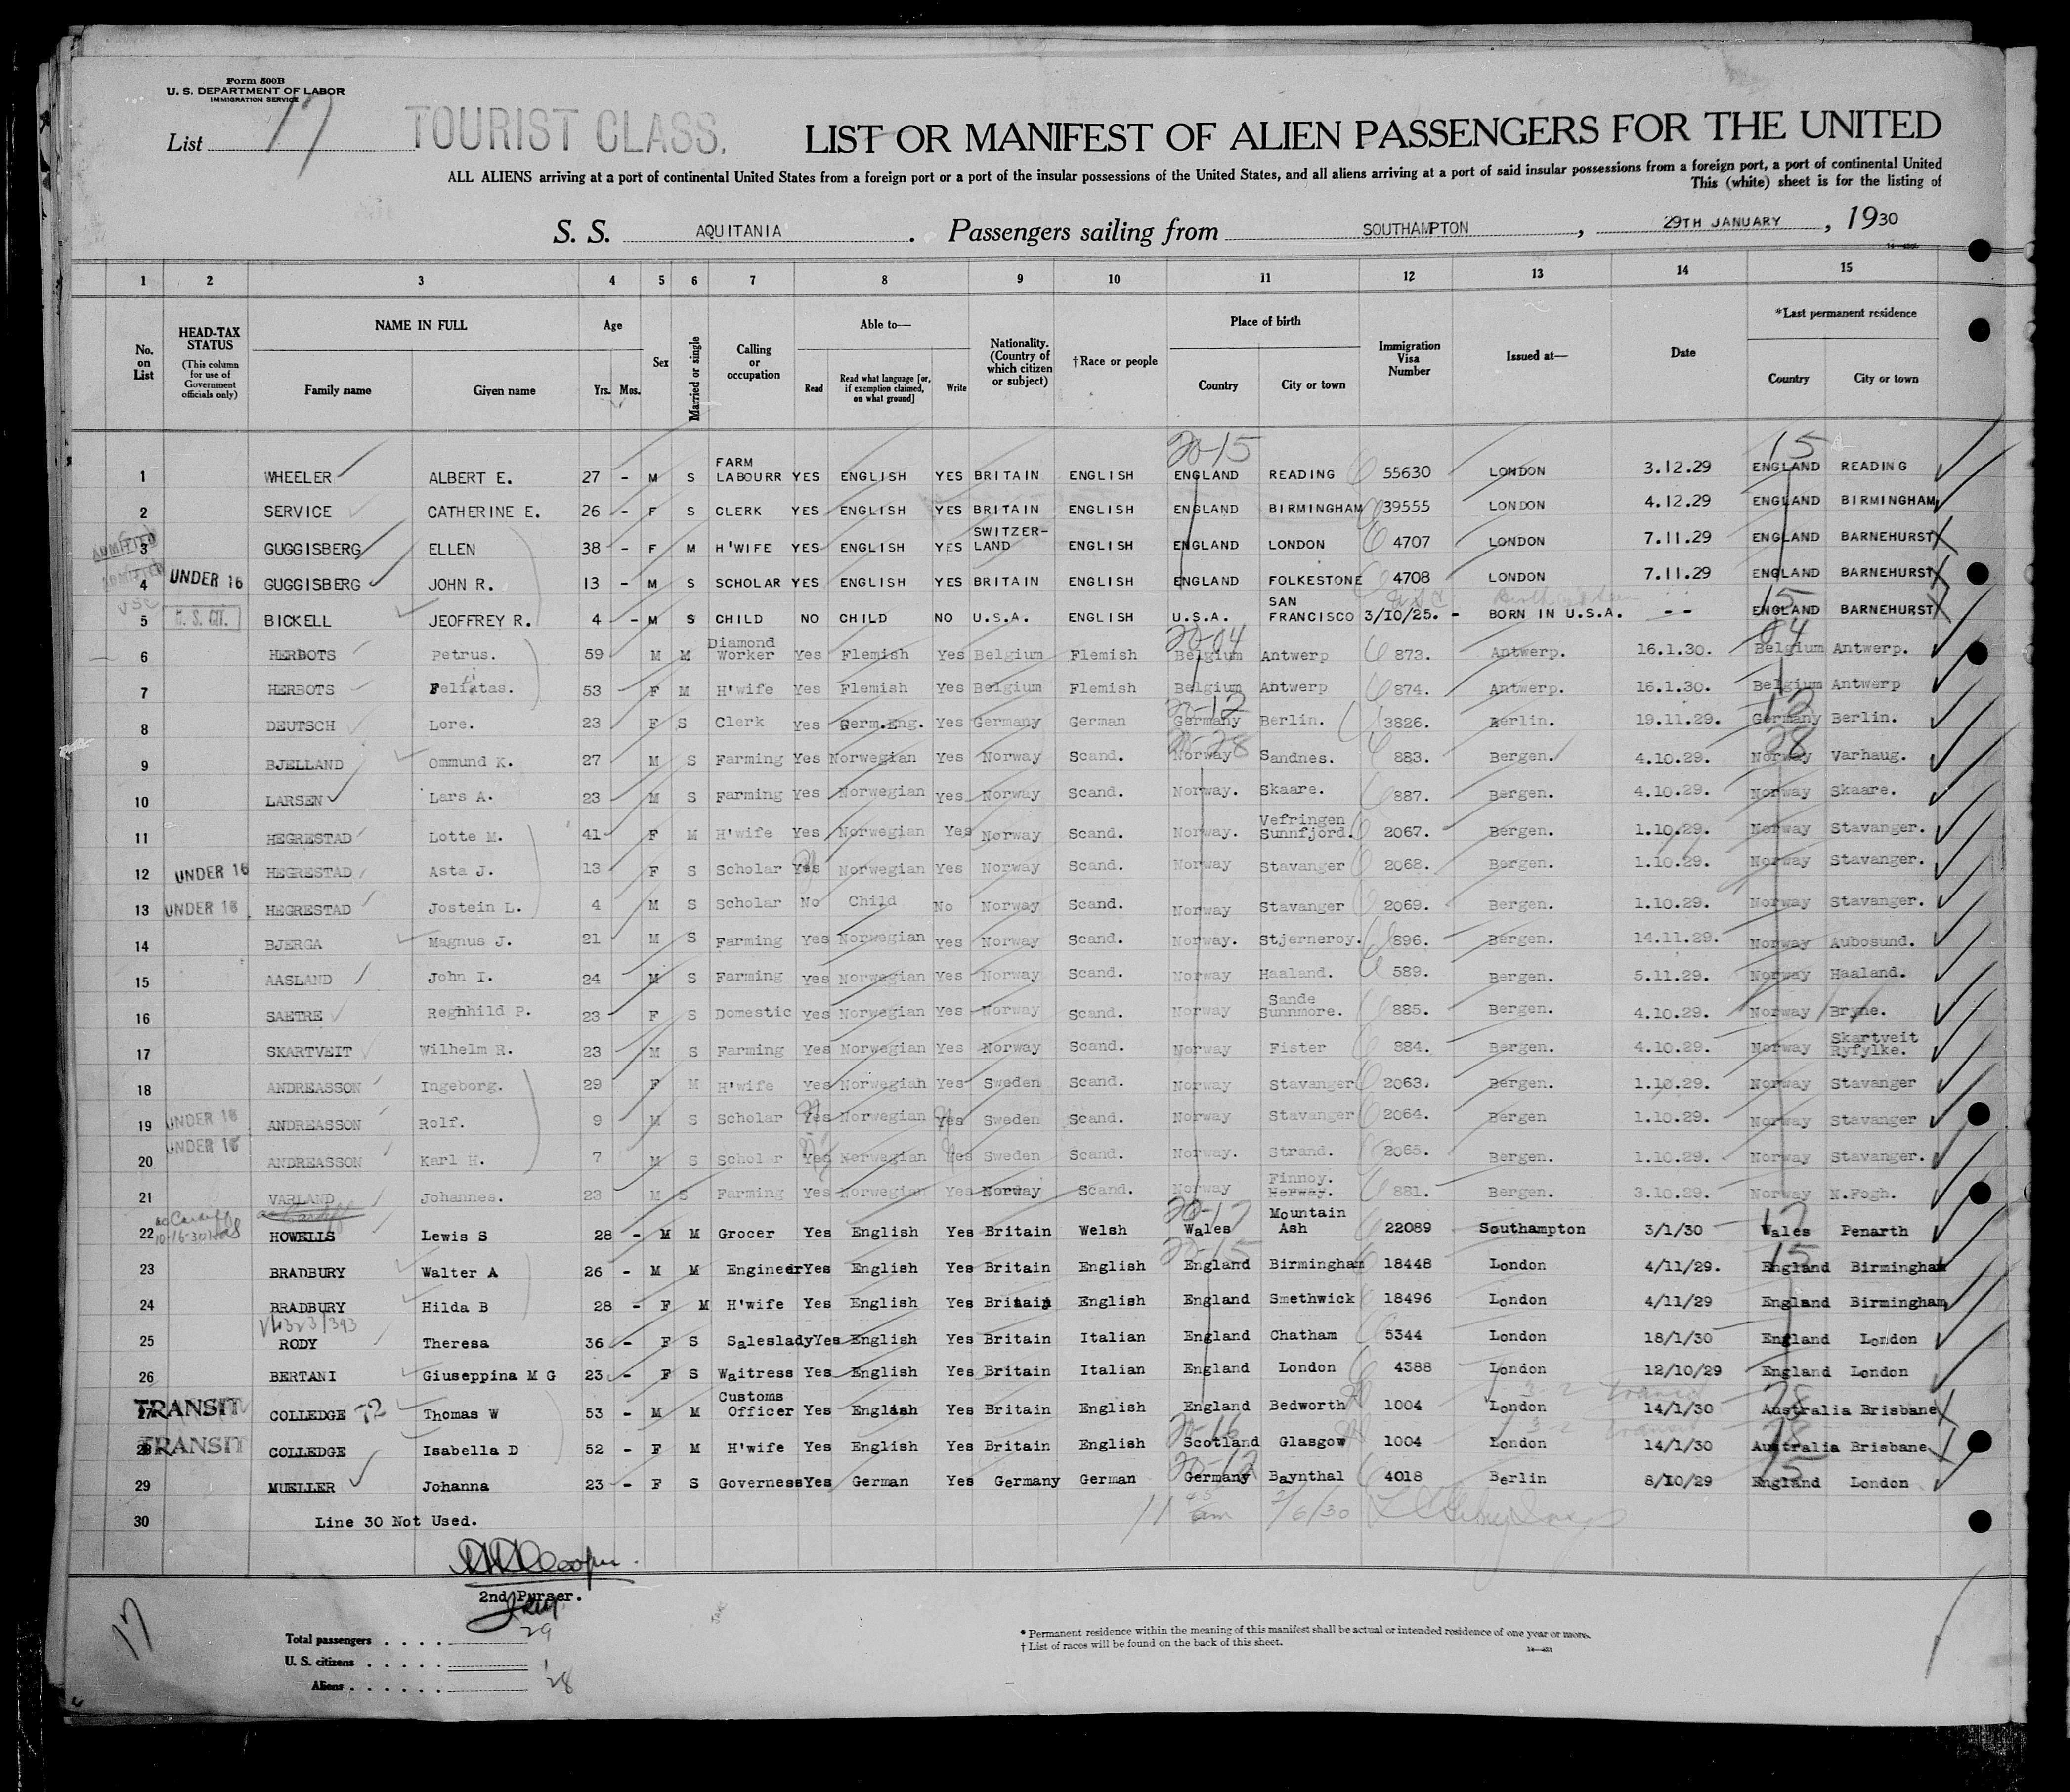 Form 500B
U. S. DEPARTMENT OF LABOR
IMMIGRATION SERVICE
List 17 TOURIST CLASS. LIST OR MANIFEST OF ALIEN PASSENGERS FOR THE UNITED
ALL ALIENS arriving at a port of continental United States from a foreign port or a port of the insular possessions of the United States, and all aliens arriving at a port of said insular possessions from a foreign port, a port of continental United
This (white) sheet is for the listing of
S. S. AQUITANIA. Passengers sailing from SOUTHAMPTON, 29TH JANUARY, 1930
1 2 3 4 5 6 7 8 9 10 11 12 13 14 15
No. on List HEAD-TAX STATUS (This column for use of Government officials only) NAME IN FULL Family name Given name Age Yrs. Mos. Sex Married or single Calling or occupation Able to— Read Read what language [or, if exemption claimed, on what ground] Write Nationality. (Country of which citizen or subject) †Race or people Place of birth Country City or town Immigration Visa Number Issued at— Date *Last permanent residence Country City or town
20-15 15
1 WHEELER ALBERT E. 27 - M S FARM LABOURR YES ENGLISH YES BRITAIN ENGLISH ENGLAND READING 55630 LONDON 3.12.29 ENGLAND READING
2 SERVICE CATHERINE E. 26 - F S CLERK YES ENGLISH YES BRITAIN ENGLISH ENGLAND BIRMINGHAM 39555 LONDON 4.12.29 ENGLAND BIRMINGHAM
ADMITTED 3 GUGGISBERG ELLEN 38 - F M H'WIFE YES ENGLISH YES SWITZER-LAND ENGLISH ENGLAND LONDON 4707 LONDON 7.11.29 ENGLAND BARNEHURST
ADMITTED 4 UNDER 16 GUGGISBERG JOHN R. 13 - M S SCHOLAR YES ENGLISH YES BRITAIN ENGLISH ENGLAND FOLKESTONE 4708 LONDON 7.11.29 ENGLAND BARNEHURST
USC 5 U. S. CIT. BICKELL JEOFFREY R. 4 - M S CHILD NO CHILD NO U.S.A. ENGLISH U.S.A. SAN FRANCISCO 3/10/25. - BORN IN U.S.A. -- 15 ENGLAND BARNEHURST
6 HERBOTS Petrus. 59 M M Diamond Worker Yes Flemish Yes Belgium Flemish 20-04 Belgium Antwerp 873. Antwerp. 16.1.30. 04 Belgium Antwerp.
7 HERBOTS Felistas. 53 F M H'wife Yes Flemish Yes Belgium Flemish Belgium Antwerp 874. Antwerp. 16.1.30. Belgium Antwerp
8 DEUTSCH Lore. 23 F S Clerk Yes Germ.Eng. Yes Germany German 20-12 Germany Berlin. 3826. Berlin. 19.11.29. 12 Germany Berlin.
9 BJELLAND Ommund K. 27 M S Farming Yes Norwegian Yes Norway Scand. 20-28 Norway Sandnes. 883. Bergen. 4.10.29. 28 Norway Varhaug.
10 LARSEN Lars A. 23 M S Farming Yes Norwegian Yes Norway Scand. Norway. Skaare. 887. Bergen. 4.10.29. Norway Skaare.
11 HEGRESTAD Lotte M. 41 F M H'wife Yes Norwegian Yes Norway Scand. Norway. Vefringen Sunnfjord. 2067. Bergen. 1.10.29. Norway Stavanger.
12 UNDER 16 HEGRESTAD Asta J. 13 F S Scholar Yes Norwegian Yes Norway Scand. Norway Stavanger 2068. Bergen. 1.10.29. Norway Stavanger.
13 UNDER 16 HEGRESTAD Jostein L. 4 M S Scholar No Child No Norway Scand. Norway Stavanger 2069. Bergen. 1.10.29. Norway Stavanger.
14 BJERGA Magnus J. 21 M S Farming Yes Norwegian Yes Norway Scand. Norway. Stjerneroy. 896. Bergen. 14.11.29. Norway Aubosund.
15 AASLAND John I. 24 M S Farming Yes Norwegian Yes Norway Scand. Norway Haaland. 589. Bergen. 5.11.29. Norway Haaland.
16 SAETRE Reghhild P. 23 F S Domestic Yes Norwegian Yes Norway Scand. Norway Sande Sunnmore. 885. Bergen. 4.10.29. Norway Bryne.
17 SKARTVEIT Wilhelm R. 23 M S Farming Yes Norwegian Yes Norway Scand. Norway Fister 884. Bergen. 4.10.29. Norway Skartveit Ryfylke.
18 ANDREASSON Ingeborg. 29 F M H'wife Yes Norwegian Yes Sweden Scand. Norway Stavanger 2063. Bergen. 1.10.29. Norway Stavanger
19 UNDER 16 ANDREASSON Rolf. 9 M S Scholar Yes Norwegian Yes Sweden Scand. Norway Stavanger 2064. Bergen 1.10.29. Norway Stavanger
20 UNDER 16 ANDREASSON Karl H. 7 M S Scholar Yes Norwegian Yes Sweden Scand. Norway. Strand. 2065. Bergen. 1.10.29. Norway Stavanger.
21 VARLAND Johannes. 23 M S Farming Yes Norwegian Yes Norway Scand. Norway Finnoy. Norway. 881. Bergen. 3.10.29. Norway N.Fogh.
22 HOWELLS Lewis S 28 - M M Grocer Yes English Yes Britain Welsh 20-17 Wales Mountain Ash 22089 Southampton 3/1/30 17 Wales Penarth
23 BRADBURY Walter A 26 - M M Engineer Yes English Yes Britain English 20-15 England Birmingham 18448 London 4/11/29. 15 England Birmingham
24 BRADBURY Hilda B 28 - F M H'wife Yes English Yes Britain English England Smethwick 18496 London 4/11/29 England Birmingham
25 RODY Theresa 36 - F S Saleslady Yes English Yes Britain Italian England Chatham 5344 London 18/1/30 England London
26 BERTANI Giuseppina M G 23 - F S Waitress Yes English Yes Britain Italian England London 4388 London 12/10/29 England London
27 TRANSIT COLLEDGE Thomas W 53 - M M Customs Officer Yes English Yes Britain English England Bedworth 1004 London 14/1/30 78 Australia Brisbane
28 TRANSIT COLLEDGE Isabella D 52 - F M H'wife Yes English Yes Britain English 20-16 Scotland Glasgow 1004 London 14/1/30 78 Australia Brisbane
29 MUELLER Johanna 23 - F S Governess Yes German Yes Germany German 20-12 Germany Baynthal 4018 Berlin 8/10/29 15 England London
30 Line 30 Not Used. 11 2/6/30
2nd Purser.
17
Total passengers . . . . 29
U. S. citizens . . . . . 1
Aliens . . . . . . 28
* Permanent residence within the meaning of this manifest shall be actual or intended residence of one year or more.
† List of races will be found on the back of this sheet.